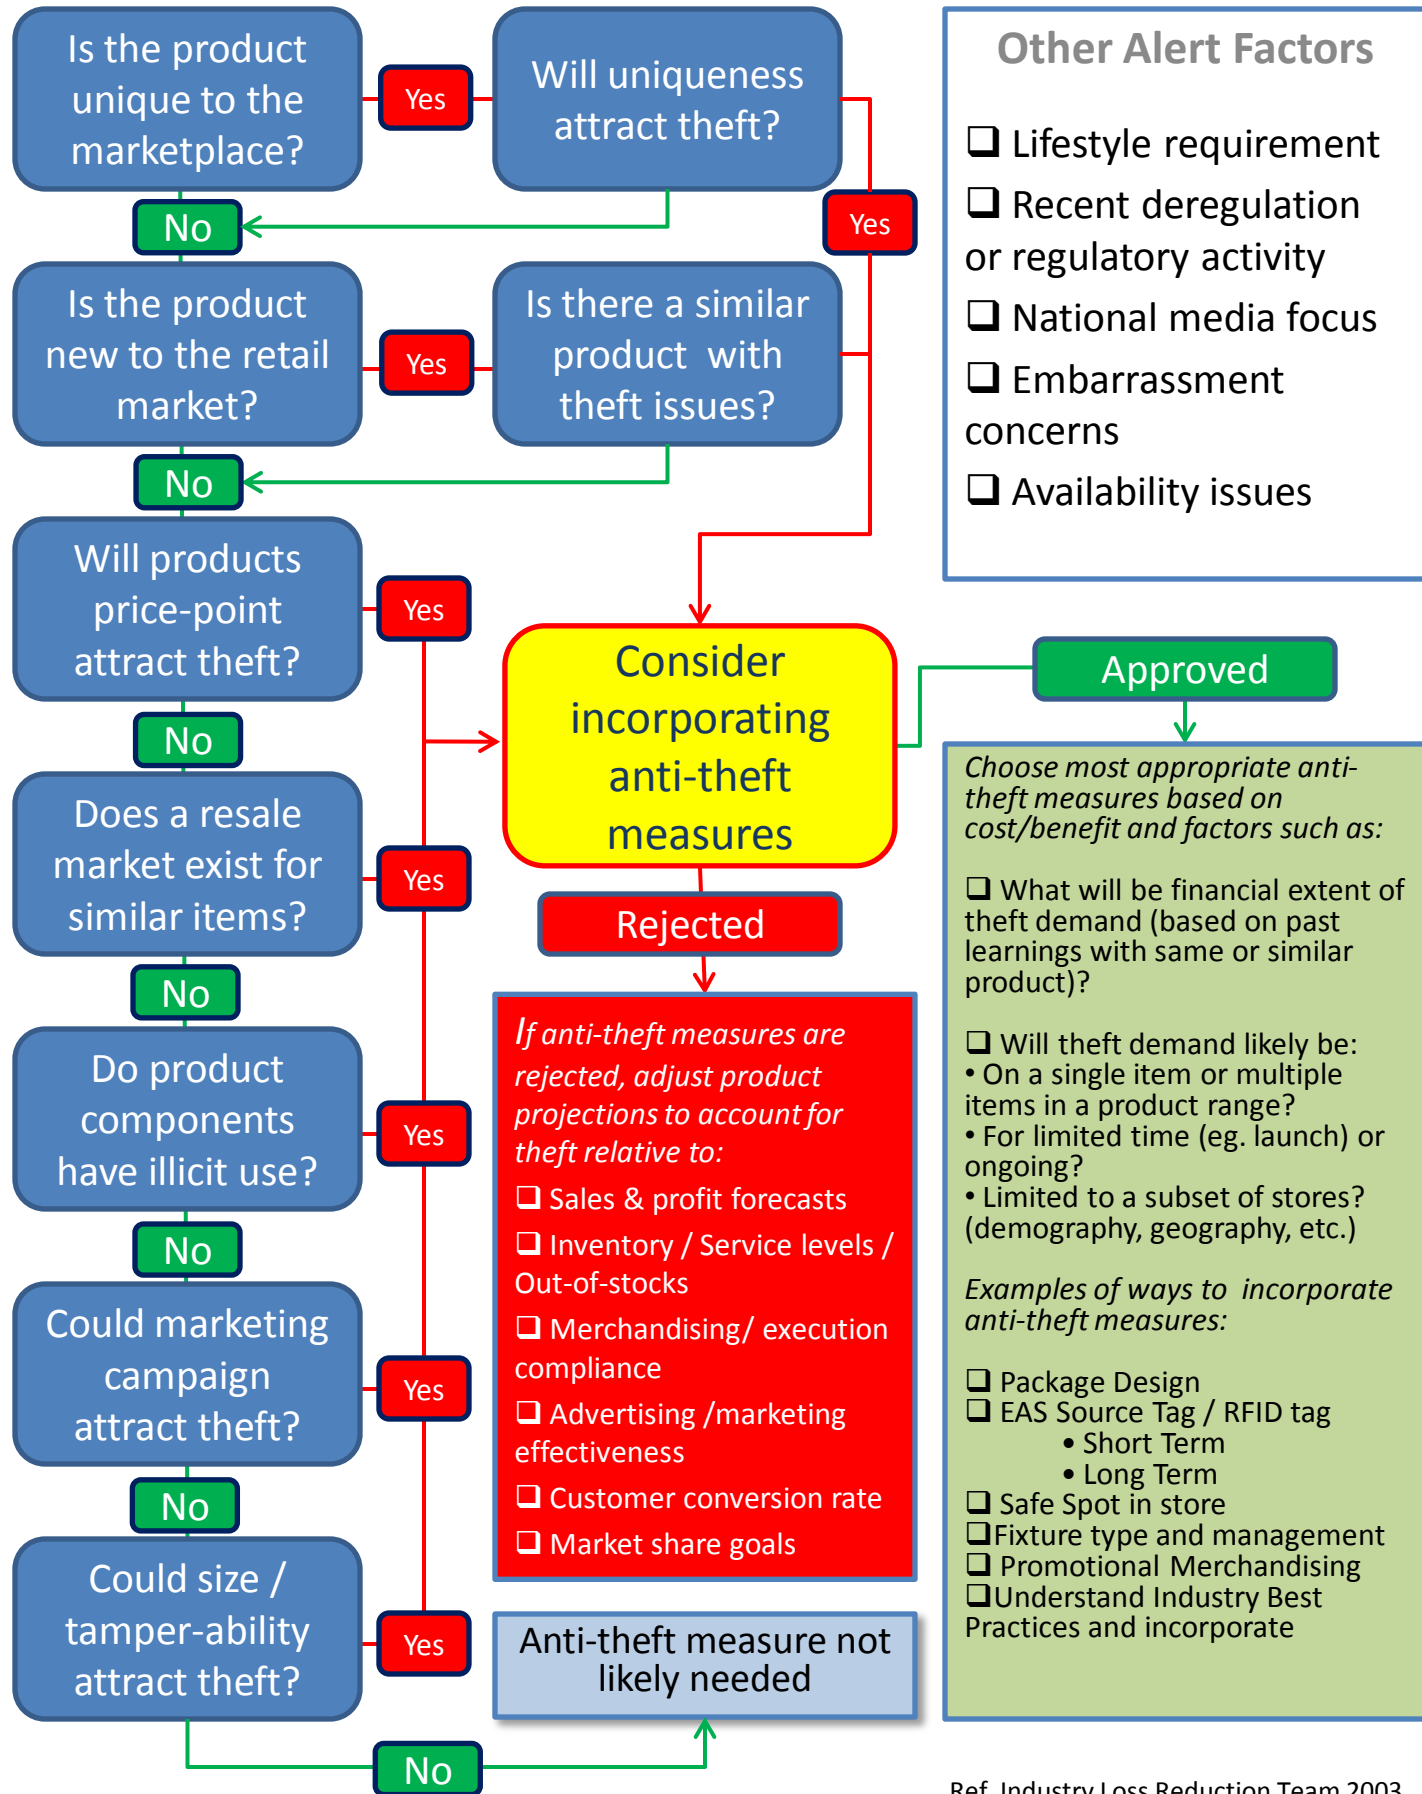 Is the product
unique to the
marketplace?
Yes
Will uniqueness
attract theft?
No
Yes
Is the product
new to the retail
market?
Yes
Is there a similar
product with
theft issues?
No
Will products
price-point
attract theft?
Yes
No
Does a resale
market exist for
similar items?
Yes
No
Do product
components
have illicit use?
Yes
No
Could marketing
campaign
attract theft?
Yes
No
Could size /
tamper-ability
attract theft?
Yes
No
Anti-theft measure not
likely needed
Consider
incorporating
anti-theft
measures
Rejected
If anti-theft measures are
rejected, adjust product
projections to account for
theft relative to:
❑ Sales & profit forecasts
❑ Inventory / Service levels /
Out-of-stocks
❑ Merchandising/ execution
compliance
❑ Advertising /marketing
effectiveness
❑ Customer conversion rate
❑ Market share goals
Other Alert Factors
❑ Lifestyle requirement
❑ Recent deregulation
or regulatory activity
❑ National media focus
❑ Embarrassment
concerns
❑ Availability issues
Approved
Choose most appropriate anti-
theft measures based on
cost/benefit and factors such as:
❑ What will be financial extent of
theft demand (based on past
learnings with same or similar
product)?
❑ Will theft demand likely be:
• On a single item or multiple
items in a product range?
• For limited time (eg. launch) or
ongoing?
• Limited to a subset of stores?
(demography, geography, etc.)
Examples of ways to incorporate
anti-theft measures:
❑ Package Design
❑ EAS Source Tag / RFID tag
• Short Term
• Long Term
❑ Safe Spot in store
❑Fixture type and management
❑ Promotional Merchandising
❑Understand Industry Best
Practices and incorporate
Ref. Industry Loss Reduction Team 2003